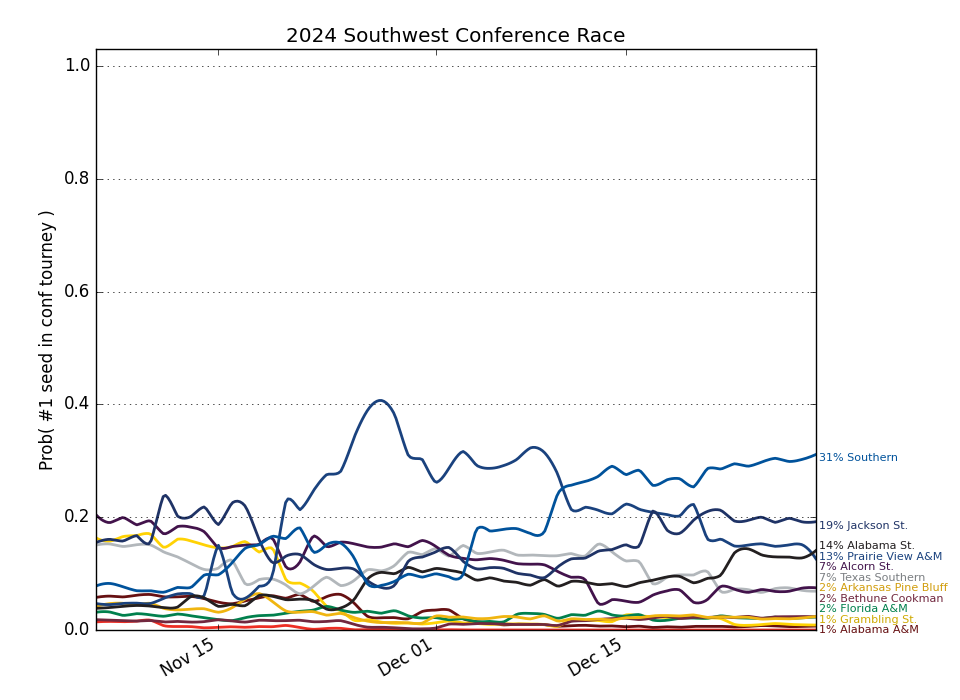 2024 Southwest Conference Race
Prob( #1 seed in conf tourney )
1.0
0.8
0.6
0.4
0.2
0.0
Nov 15
Dec 01
Dec 15
31% Southern
19% Jackson St.
14% Alabama St.
13% Prairie View A&M
7% Alcorn St.
7% Texas Southern
2% Arkansas Pine Bluff
2% Bethune Cookman
2% Florida A&M
1% Grambling St.
1% Alabama A&M